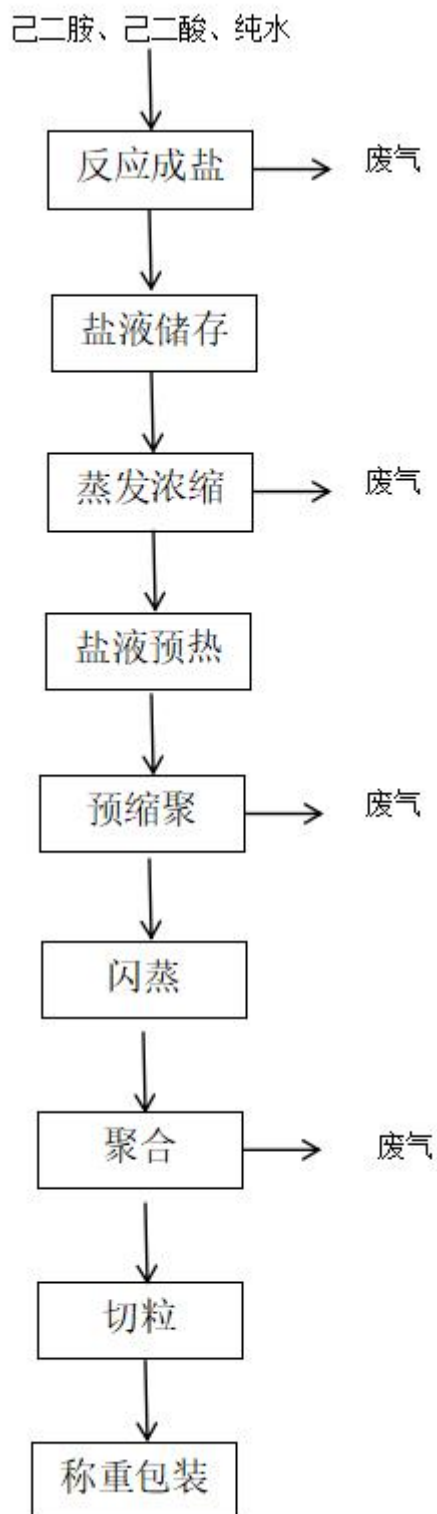 己二胺、己二酸、纯水
反应成盐
废气
盐液储存
蒸发浓缩
废气
盐液预热
预缩聚
废气
闪蒸
聚合
废气
切粒
称重包装